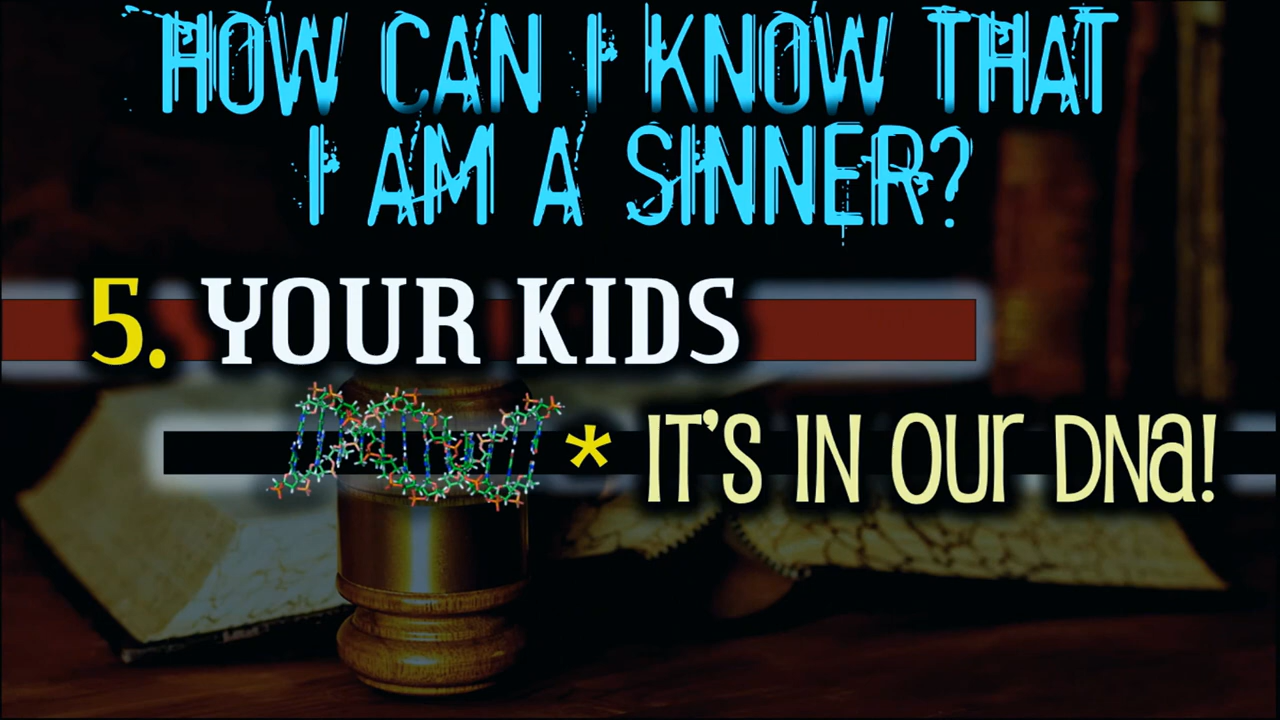 HOW CAN I KNOW THAT
I AM A SINNER?
5. YOUR KIDS
* IT'S IN OUR DNA!